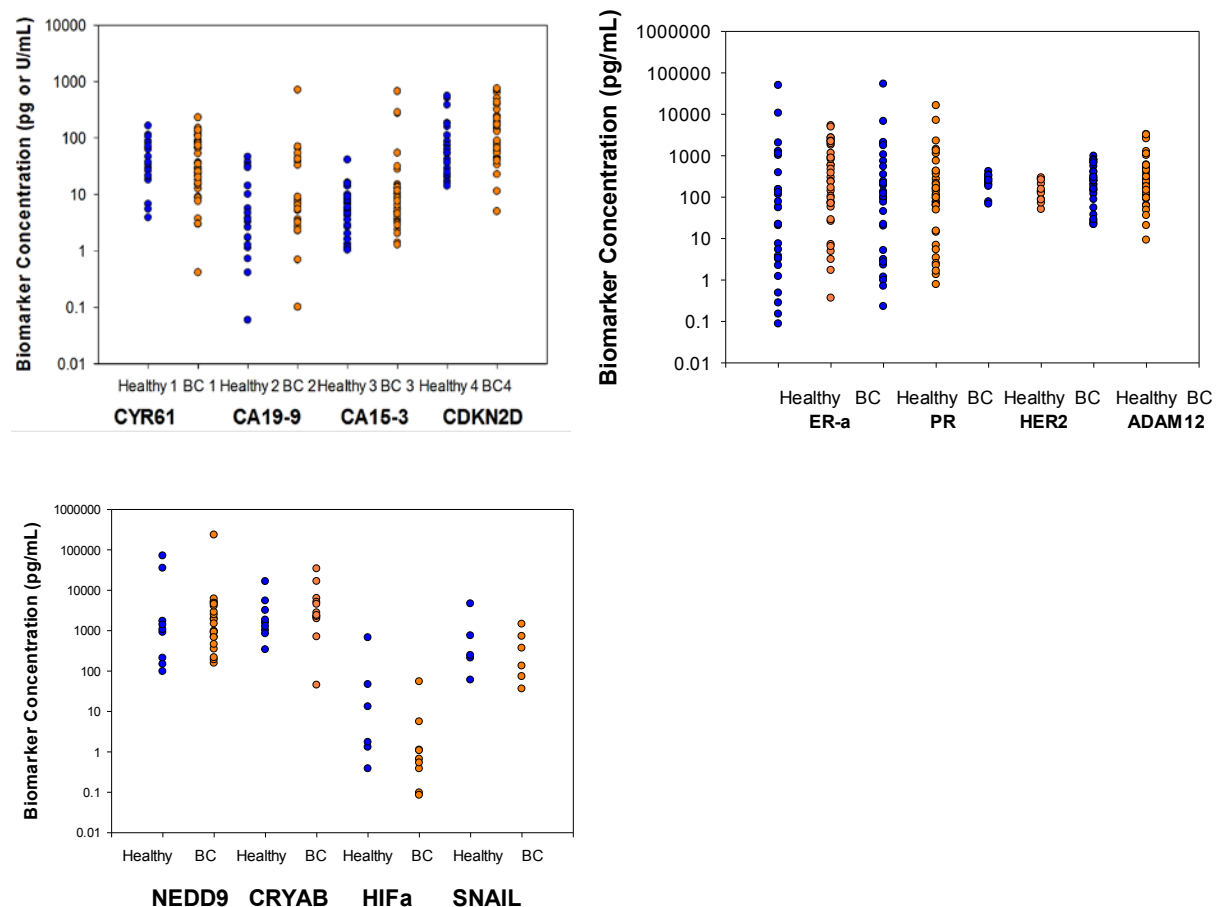 Biomarker Concentration (pg or U/mL)
10000
1000
100
10
1
0.1
0.01
Healthy 1 BC 1 Healthy 2 BC 2 Healthy 3 BC 3 Healthy 4 BC4
CYR61 CA19-9 CA15-3 CDKN2D
Biomarker Concentration (pg/mL)
1000000
100000
10000
1000
100
10
1
0.1
0.01
Healthy BC Healthy BC Healthy BC Healthy BC
ER-a PR HER2 ADAM12
Biomarker Concentration (pg/mL)
1000000
100000
10000
1000
100
10
1
0.1
0.01
Healthy BC Healthy BC Healthy BC Healthy BC
NEDD9 CRYAB HIFa SNAIL